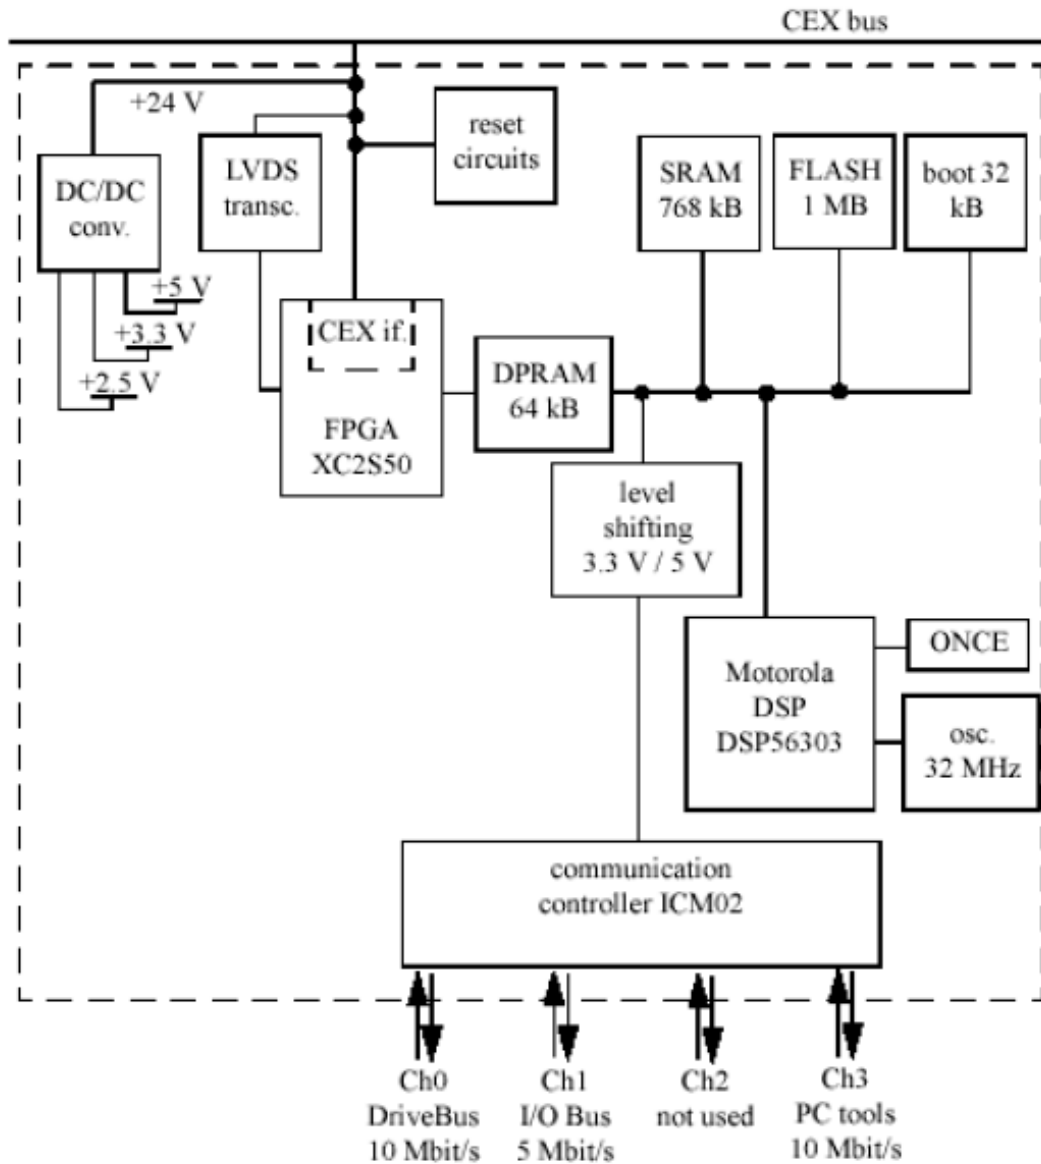 CEX bus
+24 V
reset
circuits
LVDS
transc.
DC/DC
conv.
SRAM
768 kB
FLASH
1 MB
boot 32
kB
+5 V
+3.3 V
+2.5 V
CEX if.
FPGA
XC2S50
DPRAM
64 kB
level
shifting
3.3 V / 5 V
Motorola
DSP
DSP56303
ONCE
osc.
32 MHz
communication
controller ICM02
Ch0
DriveBus
10 Mbit/s
Ch1
I/O Bus
5 Mbit/s
Ch2
not used
Ch3
PC tools
10 Mbit/s